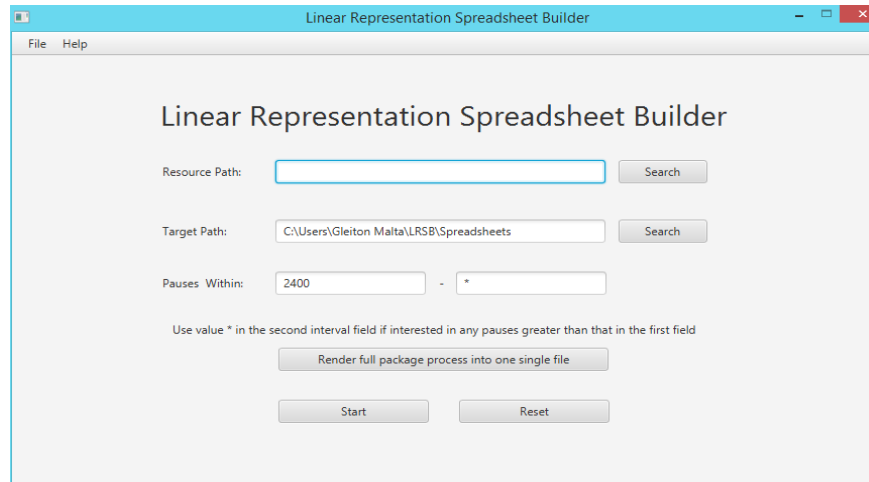 Linear Representation Spreadsheet Builder
File Help
Linear Representation Spreadsheet Builder
Resource Path: Search
Target Path: C:\Users\Gleiton Malta\LRSB\Spreadsheets Search
Pauses Within: 2400 - *
Use value * in the second interval field if interested in any pauses greater than that in the first field
Render full package process into one single file
Start Reset